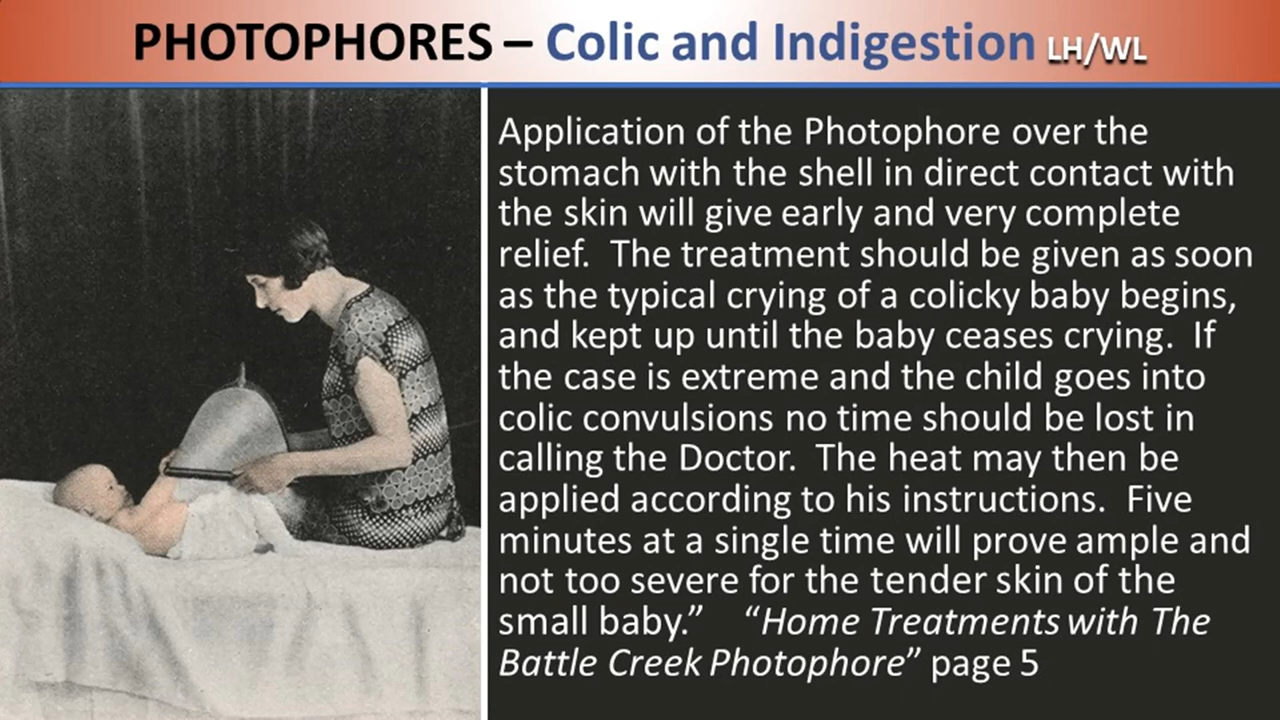 PHOTOPHORES – Colic and Indigestion LH/WL
Application of the Photophore over the
stomach with the shell in direct contact with
the skin will give early and very complete
relief.  The treatment should be given as soon
as the typical crying of a colicky baby begins,
and kept up until the baby ceases crying.  If
the case is extreme and the child goes into
colic convulsions no time should be lost in
calling the Doctor.  The heat may then be
applied according to his instructions.  Five
minutes at a single time will prove ample and
not too severe for the tender skin of the
small baby.”    “Home Treatments with The
Battle Creek Photophore” page 5